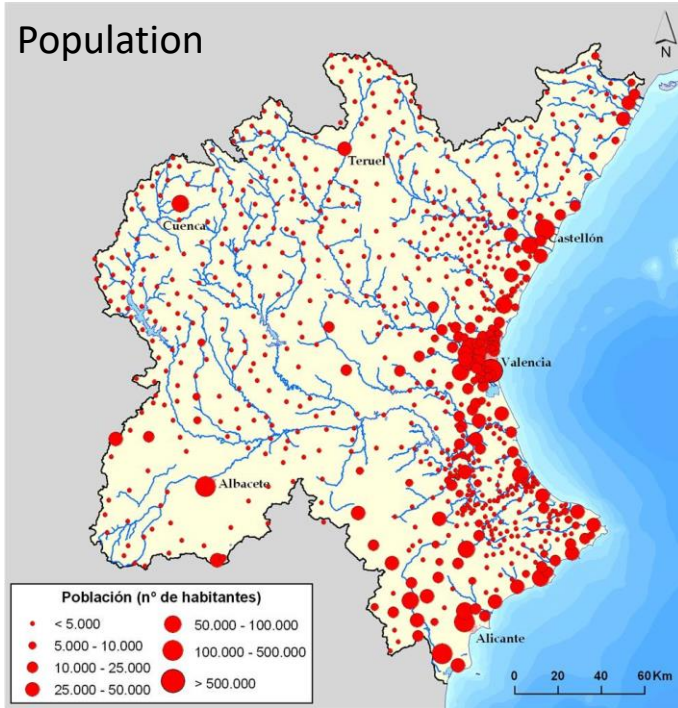 Population
N
Teruel
Cuenca
Castellón
Valencia
Albacete
Alicante
Población (nº de habitantes)
< 5.000
5.000 - 10.000
10.000 - 25.000
25.000 - 50.000
50.000 - 100.000
100.000 - 500.000
> 500.000
0 20 40 60 Km